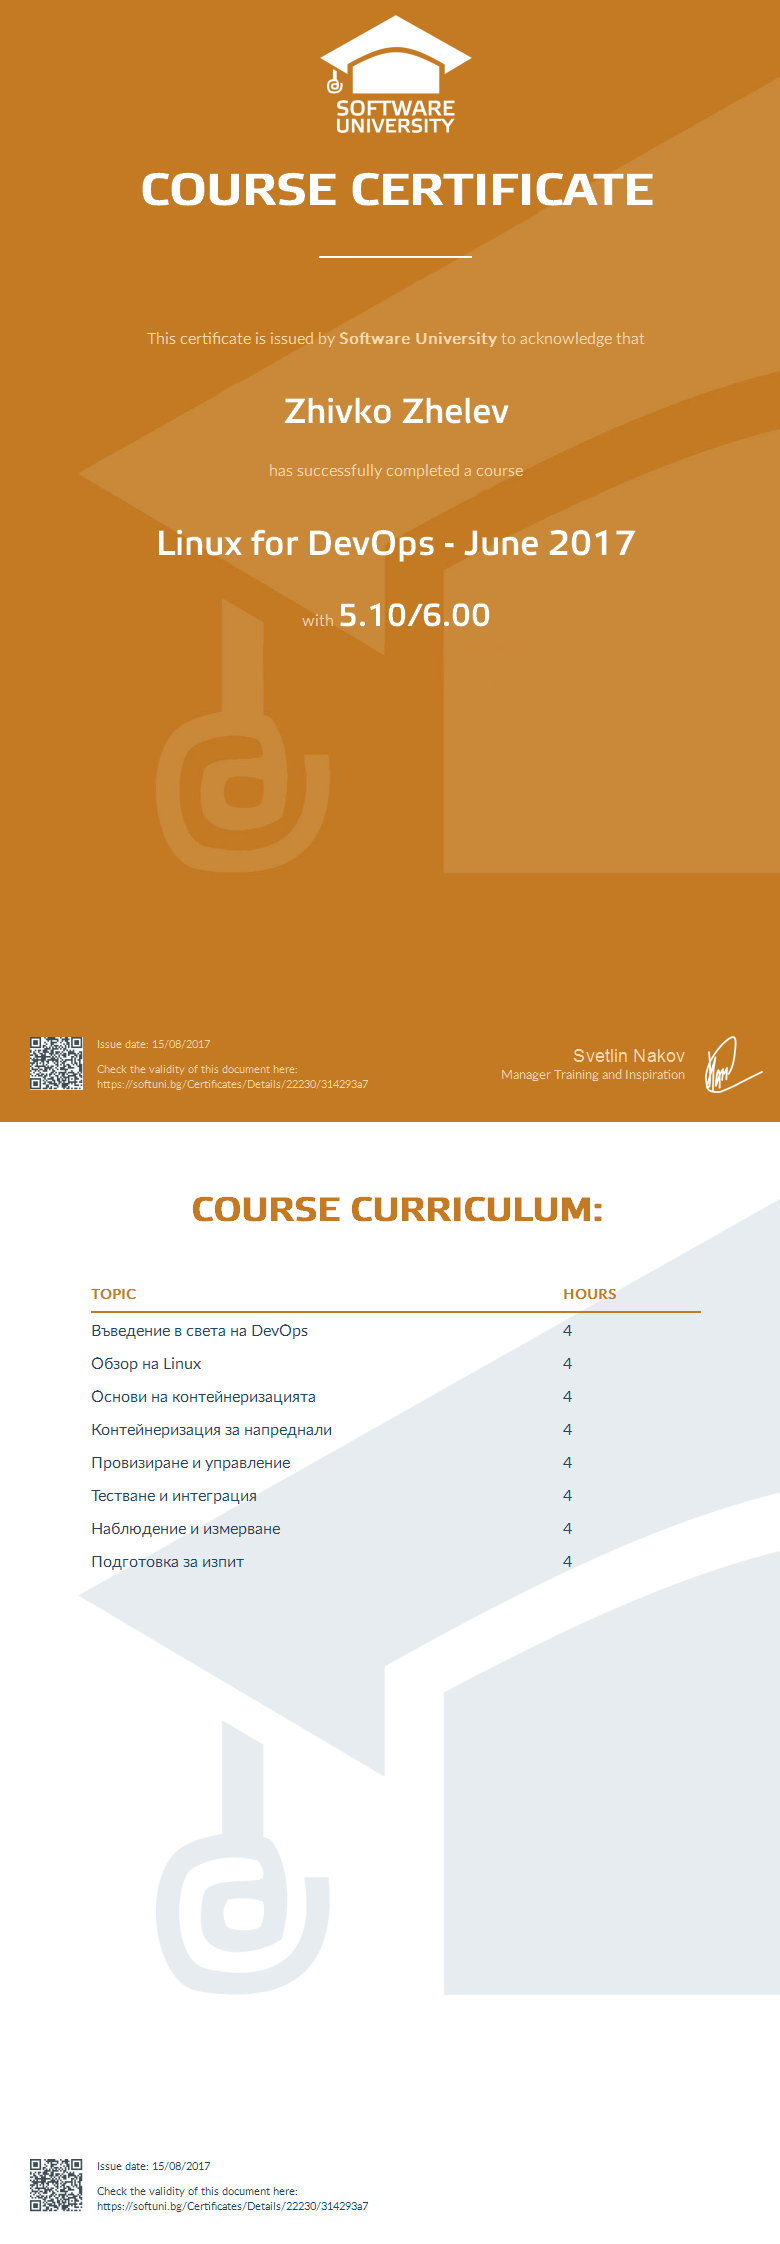 SOFTWARE
UNIVERSITY
COURSE CERTIFICATE
This certificate is issued by Software University to acknowledge that
Zhivko Zhelev
has successfully completed a course
Linux for DevOps - June 2017
with 5.10/6.00
Issue date: 15/08/2017
Check the validity of this document here:
https://softuni.bg/Certificates/Details/22230/314293a7
Svetlin Nakov
Manager Training and Inspiration
COURSE CURRICULUM:
TOPIC HOURS
Въведение в света на DevOps 4
Обзор на Linux 4
Основи на контейнеризацията 4
Контейнеризация за напреднали 4
Провизиране и управление 4
Тестване и интеграция 4
Наблюдение и измерване 4
Подготовка за изпит 4
Issue date: 15/08/2017
Check the validity of this document here:
https://softuni.bg/Certificates/Details/22230/314293a7